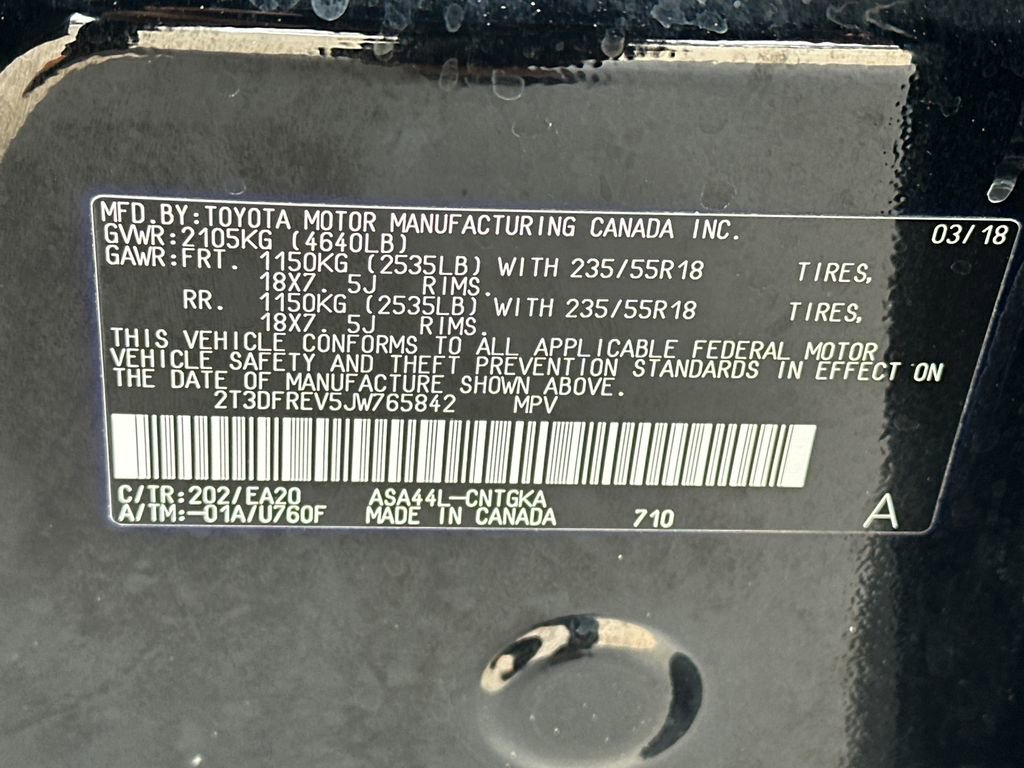 MFD.BY:TOYOTA MOTOR MANUFACTURING CANADA INC. 03/18
GVWR:2105KG (4640LB)
GAWR:FRT. 1150KG (2535LB) WITH 235/55R18 TIRES,
18X7. 5J RIMS.
RR. 1150KG (2535LB) WITH 235/55R18 TIRES,
18X7. 5J RIMS.
THIS VEHICLE CONFORMS TO ALL APPLICABLE FEDERAL MOTOR
VEHICLE SAFETY AND THEFT PREVENTION STANDARDS IN EFFECT ON
THE DATE OF MANUFACTURE SHOWN ABOVE.
2T3DFREV5JW765842 MPV
C/TR:202/EA20 ASA44L-CNTGKA
A/TM:-01A/U760F MADE IN CANADA 710 A